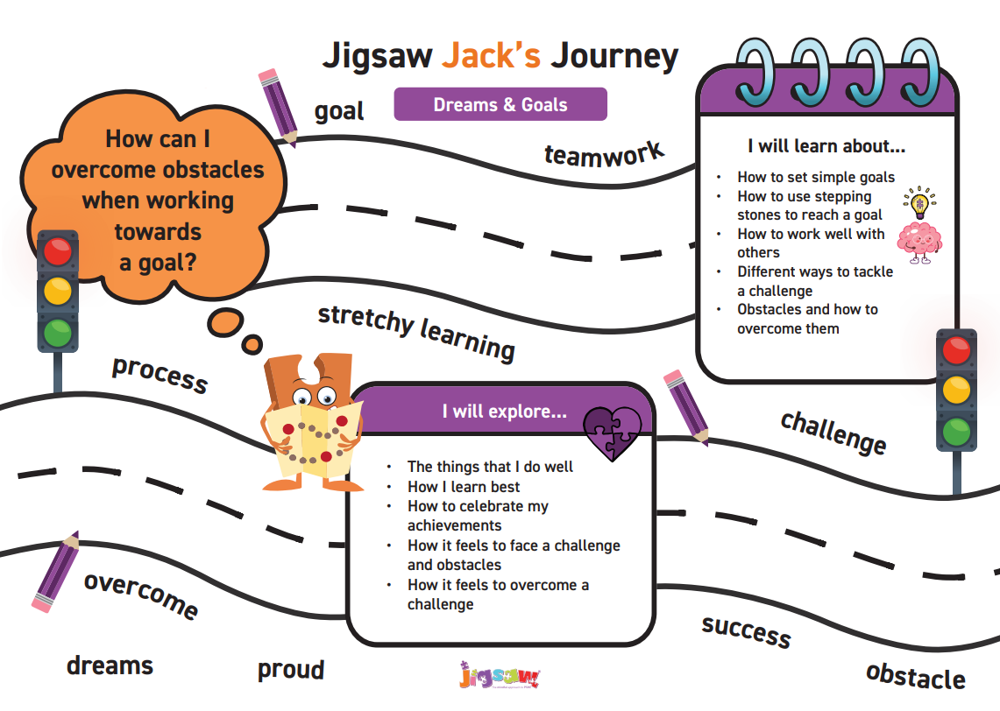 Jigsaw Jack's Journey
Dreams & Goals
goal
teamwork
How can I
overcome obstacles
when working
towards
a goal?
I will learn about...
• How to set simple goals
• How to use stepping
stones to reach a goal
• How to work well with
others
• Different ways to tackle
a challenge
• Obstacles and how to
overcome them
stretchy learning
process
I will explore...
• The things that I do well
• How I learn best
• How to celebrate my
achievements
• How it feels to face a challenge
and obstacles
• How it feels to overcome a
challenge
challenge
overcome
success
dreams
proud
obstacle
Jigsaw